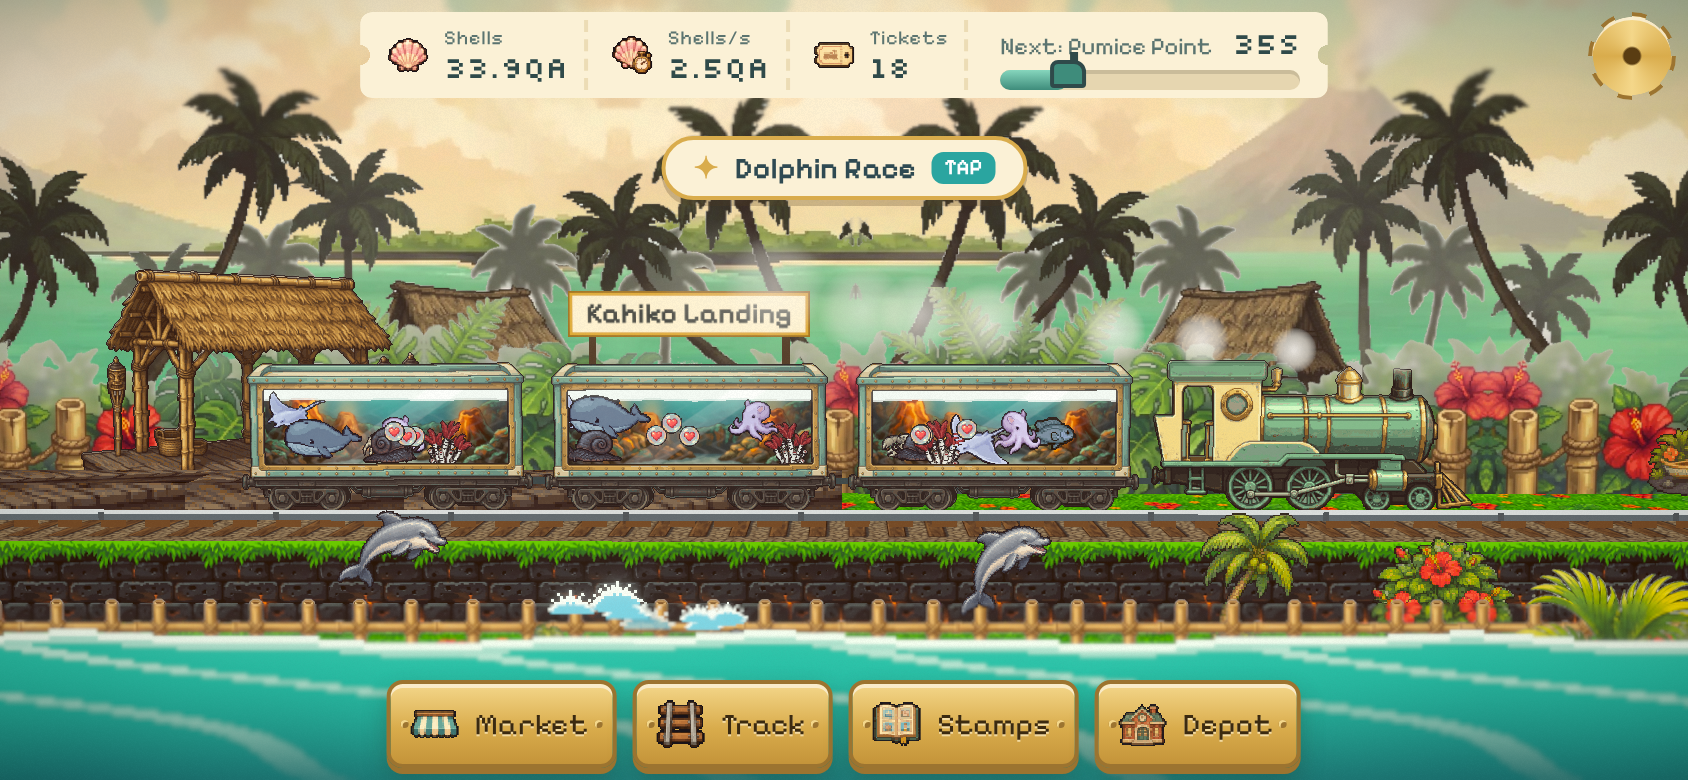 Shells
33.9QA
Shells/s
2.5QA
Tickets
18
Next: Pumice Point 35S
Dolphin Race TAP
Kahiko Landing
Market
Track
Stamps
Depot